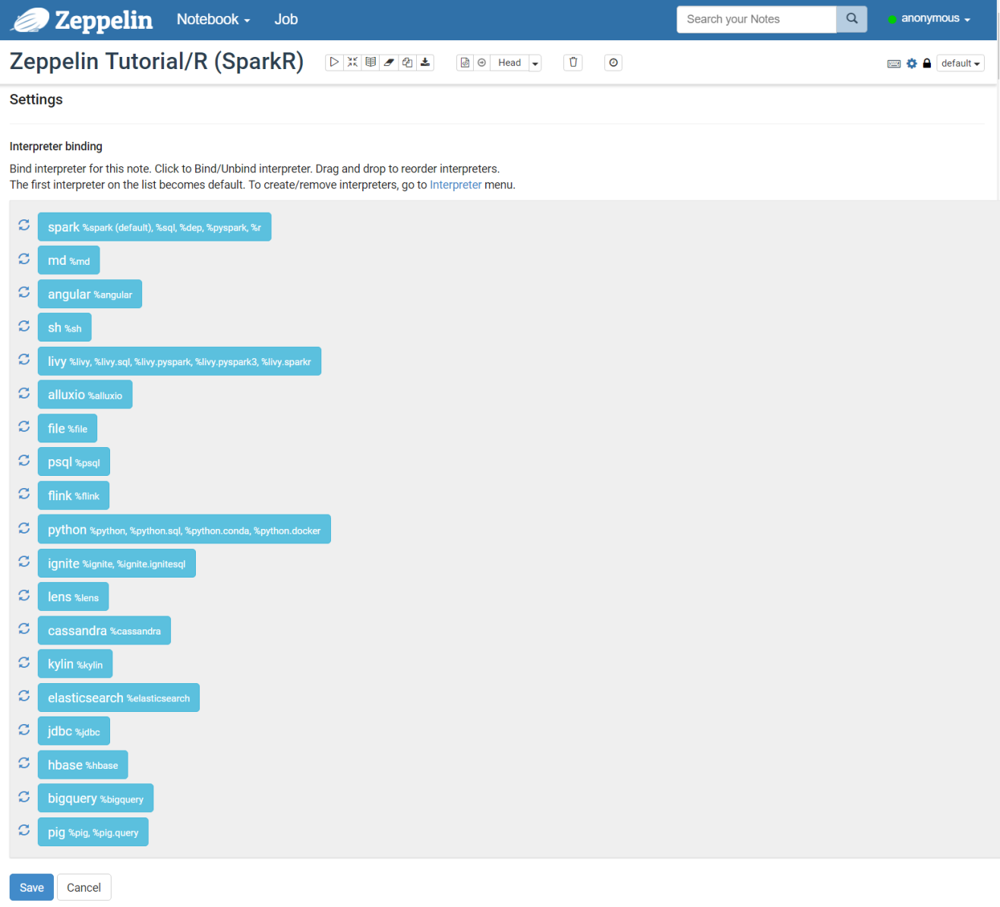 Zeppelin Notebook Job Search your Notes anonymous
Zeppelin Tutorial/R (SparkR) Head default
Settings
Interpreter binding
Bind interpreter for this note. Click to Bind/Unbind interpreter. Drag and drop to reorder interpreters.
The first interpreter on the list becomes default. To create/remove interpreters, go to Interpreter menu.
spark %spark (default), %sql, %dep, %pyspark, %r
md %md
angular %angular
sh %sh
livy %livy, %livy.sql, %livy.pyspark, %livy.pyspark3, %livy.sparkr
alluxio %alluxio
file %file
psql %psql
flink %flink
python %python, %python.sql, %python.conda, %python.docker
ignite %ignite, %ignite.ignitesql
lens %lens
cassandra %cassandra
kylin %kylin
elasticsearch %elasticsearch
jdbc %jdbc
hbase %hbase
bigquery %bigquery
pig %pig, %pig.query
Save Cancel